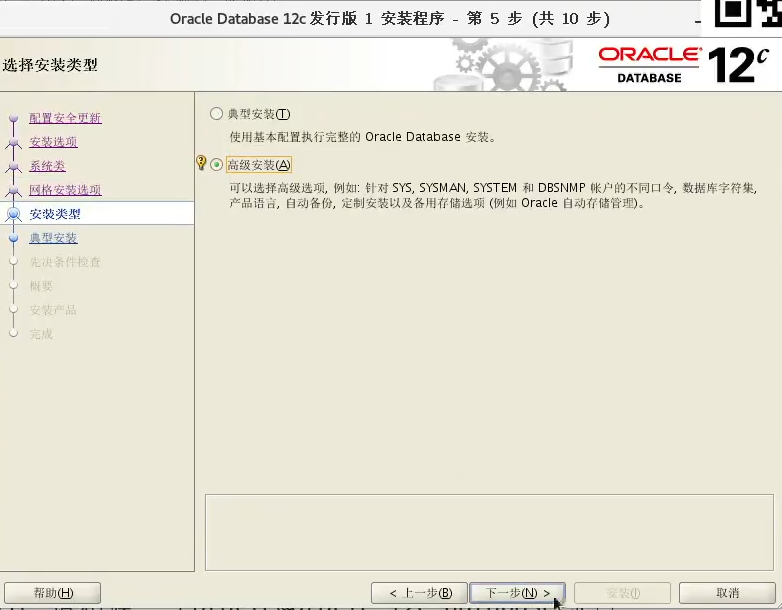 Oracle Database 12c 发行版 1 安装程序 - 第 5 步 (共 10 步)
选择安装类型
ORACLE
DATABASE
12c
配置安全更新
安装选项
系统类
网格安装选项
安装类型
典型安装
先决条件检查
概要
安装产品
完成
典型安装(T)
使用基本配置执行完整的 Oracle Database 安装。
高级安装(A)
可以选择高级选项, 例如: 针对 SYS, SYSMAN, SYSTEM 和 DBSNMP 帐户的不同口令, 数据库字符集,
产品语言, 自动备份, 定制安装以及备用存储选项 (例如 Oracle 自动存储管理)。
帮助(H)
< 上一步(B)
下一步(N) >
安装(I)
取消